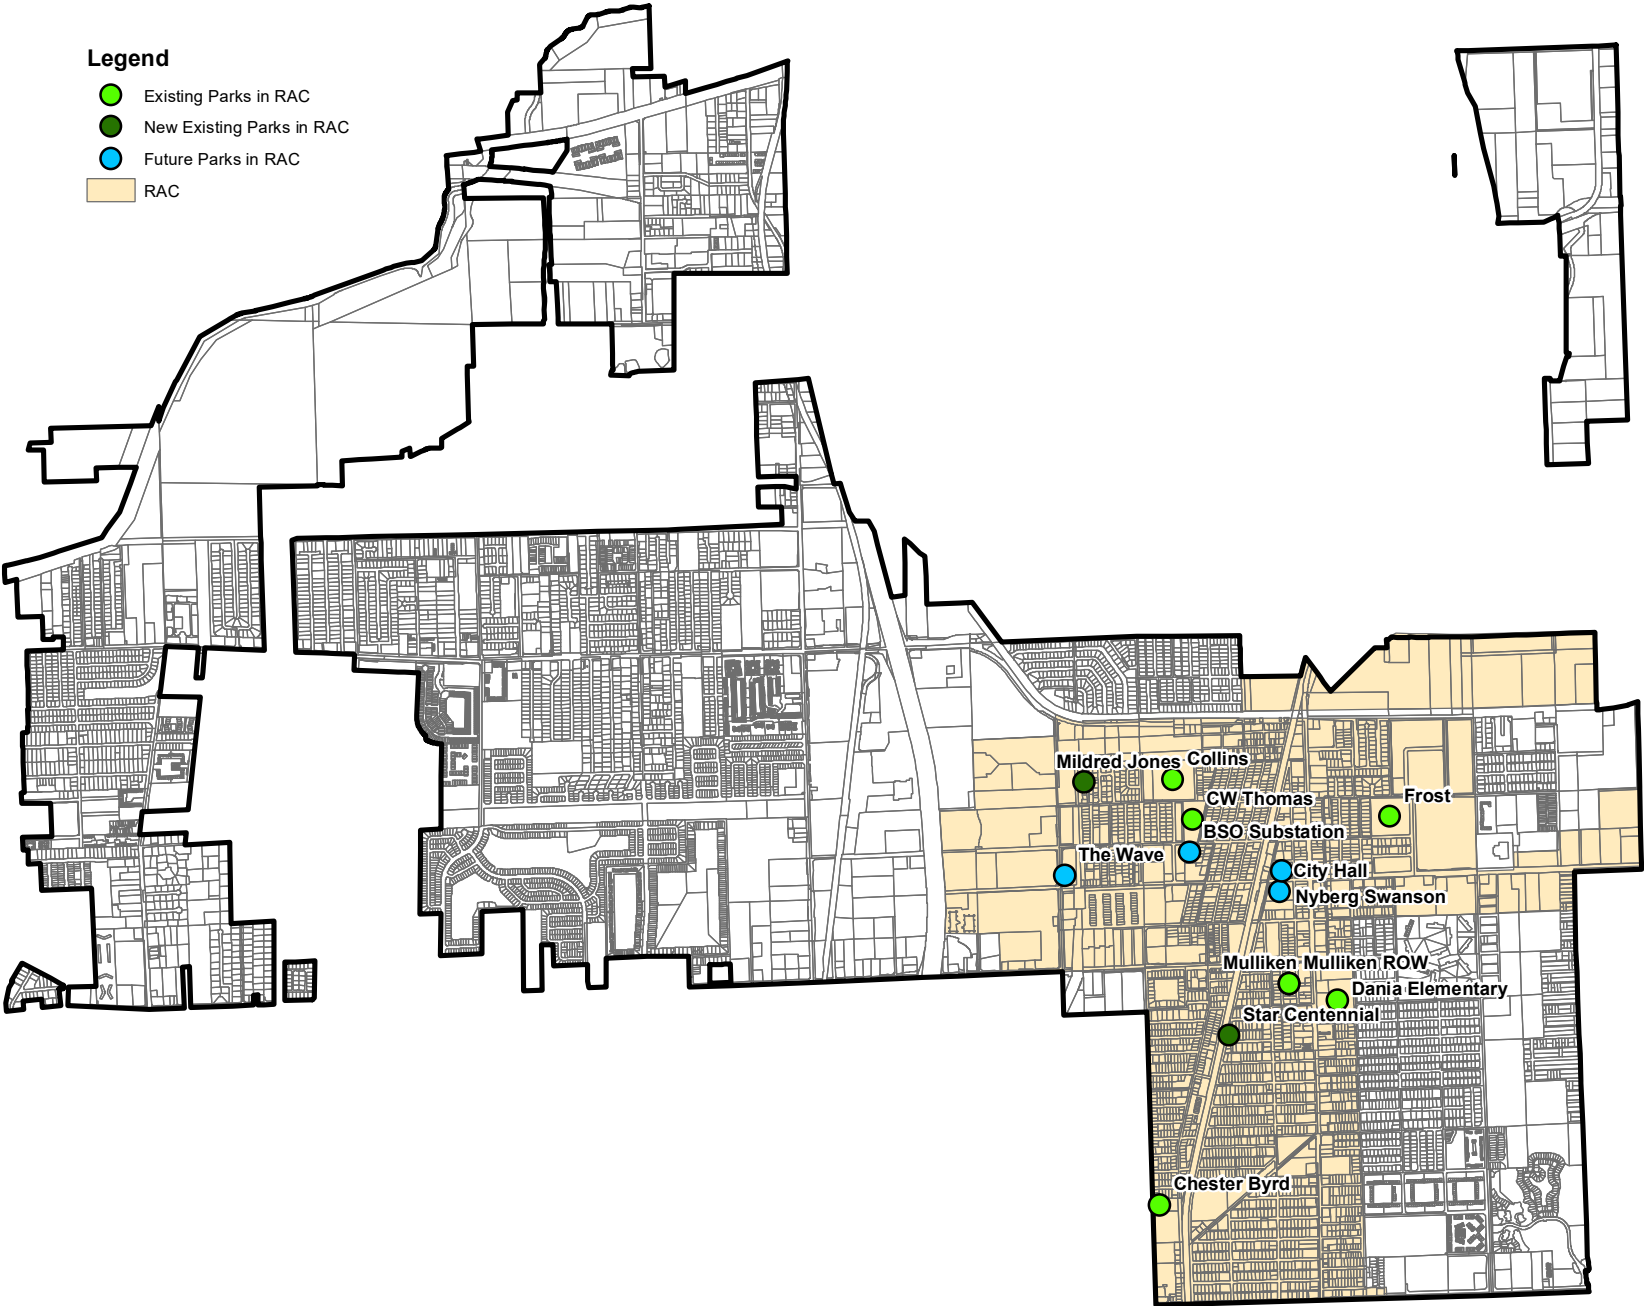 Legend
Existing Parks in RAC
New Existing Parks in RAC
Future Parks in RAC
RAC
Mildred Jones
Collins
CW Thomas
Frost
BSO Substation
The Wave
City Hall
Nyberg Swanson
Mulliken
Mulliken ROW
Dania Elementary
Star Centennial
Chester Byrd